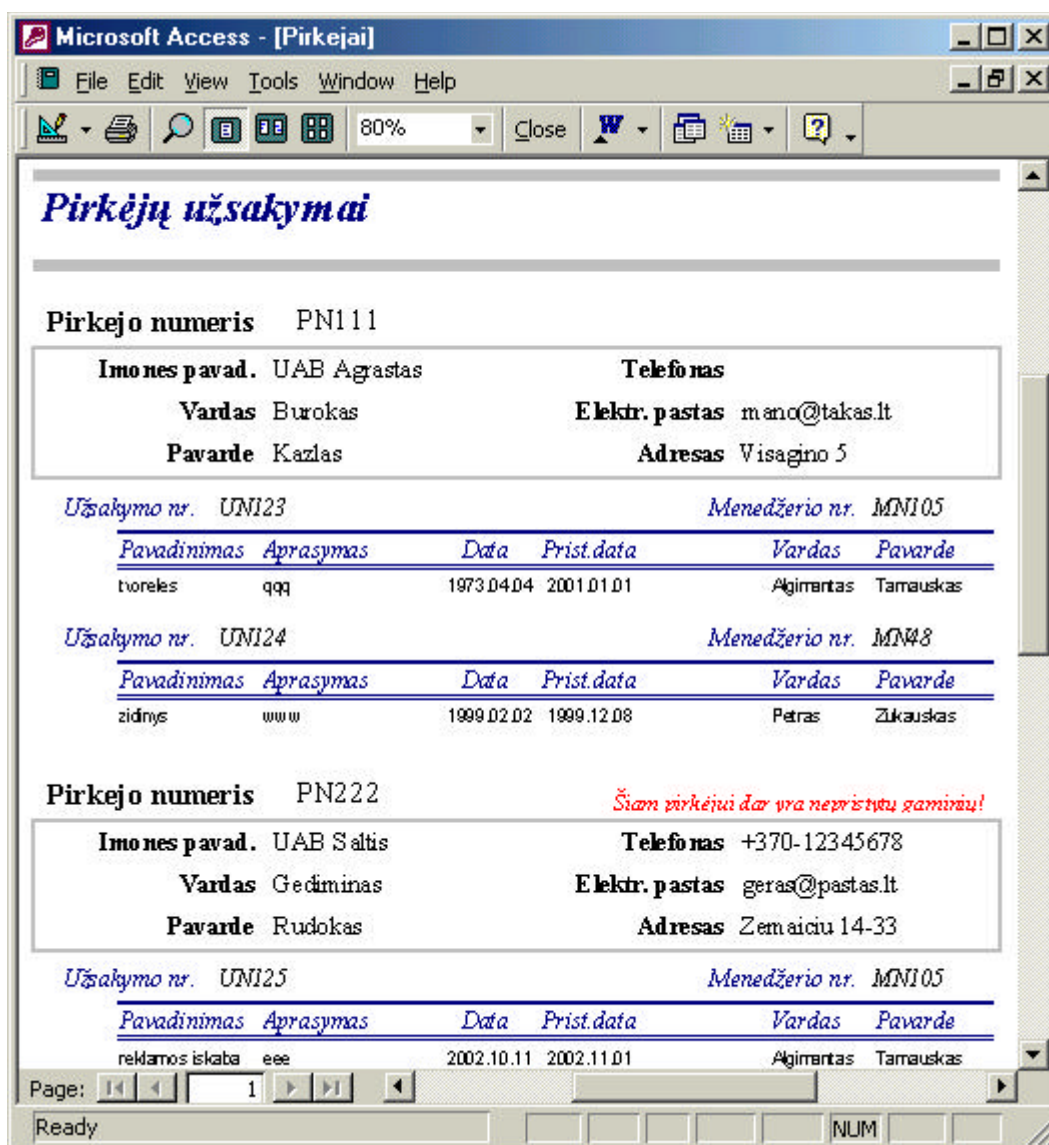 Microsoft Access - [Pirkejai]
File Edit View Tools Window Help
80% Close W
Pirkėjų užsakymai
Pirkejo numeris PN111
Imones pavad. UAB Agrastas Telefonas
Vardas Burokas Elektr. pastas mano@takas.lt
Pavarde Kazlas Adresas Visagino 5
Užsakymo nr. UN123 Menedžerio nr. MN105
Pavadinimas Aprasymas Data Prist.data Vardas Pavarde
tvoreles qqq 1973.04.04 2001.01.01 Algimantas Tamauskas
Užsakymo nr. UN124 Menedžerio nr. MN48
Pavadinimas Aprasymas Data Prist.data Vardas Pavarde
zidinys www 1999.02.02 1999.12.08 Petras Zukauskas
Pirkejo numeris PN222 Šiam pirkėjui dar yra nepristytų gaminių!
Imones pavad. UAB Saltis Telefonas +370-12345678
Vardas Gediminas Elektr. pastas geras@pastas.lt
Pavarde Rudokas Adresas Zemaiciu 14-33
Užsakymo nr. UN125 Menedžerio nr. MN105
Pavadinimas Aprasymas Data Prist.data Vardas Pavarde
reklamos iskaba eee 2002.10.11 2002.11.01 Algimantas Tamauskas
Page: 1
Ready NUM